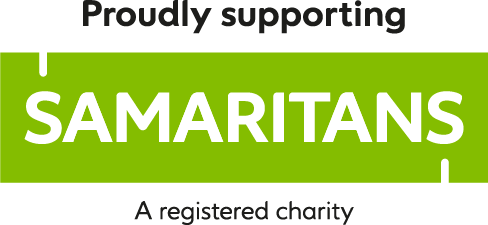 Proudly supporting
SAMARITANS
A registered charity